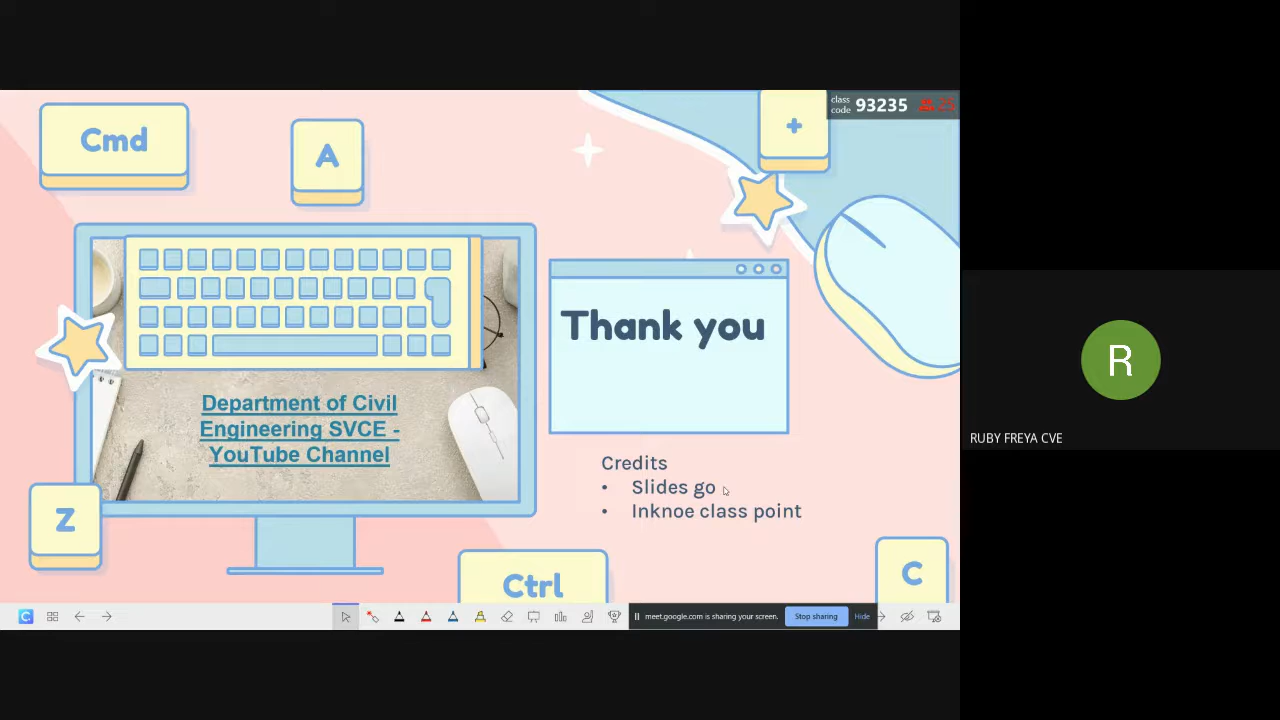 Cmd
A
+
class code 93235 25
Thank you
Department of Civil
Engineering SVCE -
YouTube Channel
Credits
• Slides go
• Inknoe class point
Z
Ctrl
C
R
RUBY FREYA CVE
C
meet.google.com is sharing your screen. Stop sharing Hide